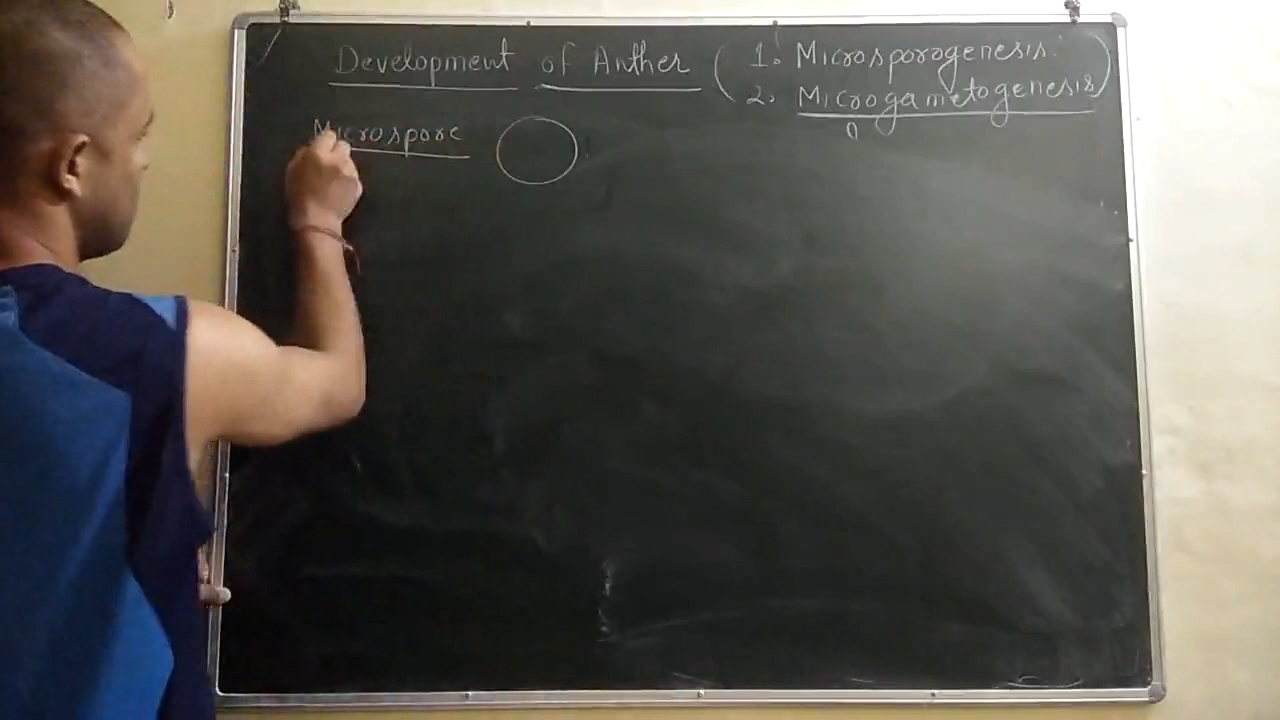 Development of Anther ( 1. Microsporogenesis.
2. Microgametogenesis )
Microspore